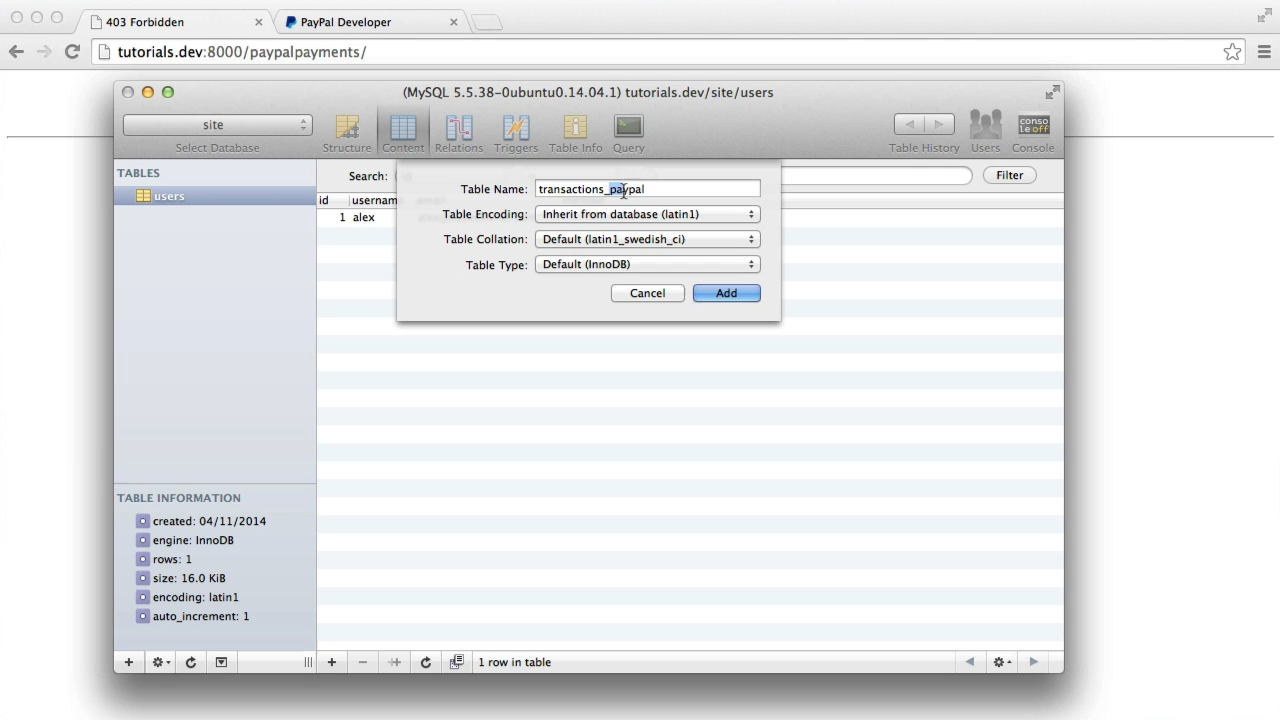 403 Forbidden
PayPal Developer
tutorials.dev:8000/paypalpayments/
(MySQL 5.5.38-0ubuntu0.14.04.1) tutorials.dev/site/users
site
Select Database
Structure
Content
Relations
Triggers
Table Info
Query
Table History
Users
conso
le off
Console
TABLES
users
Search:
Filter
id
username
1 alex
Table Name: transactions_paypal
Table Encoding: Inherit from database (latin1)
Table Collation: Default (latin1_swedish_ci)
Table Type: Default (InnoDB)
Cancel
Add
TABLE INFORMATION
created: 04/11/2014
engine: InnoDB
rows: 1
size: 16.0 KiB
encoding: latin1
auto_increment: 1
1 row in table